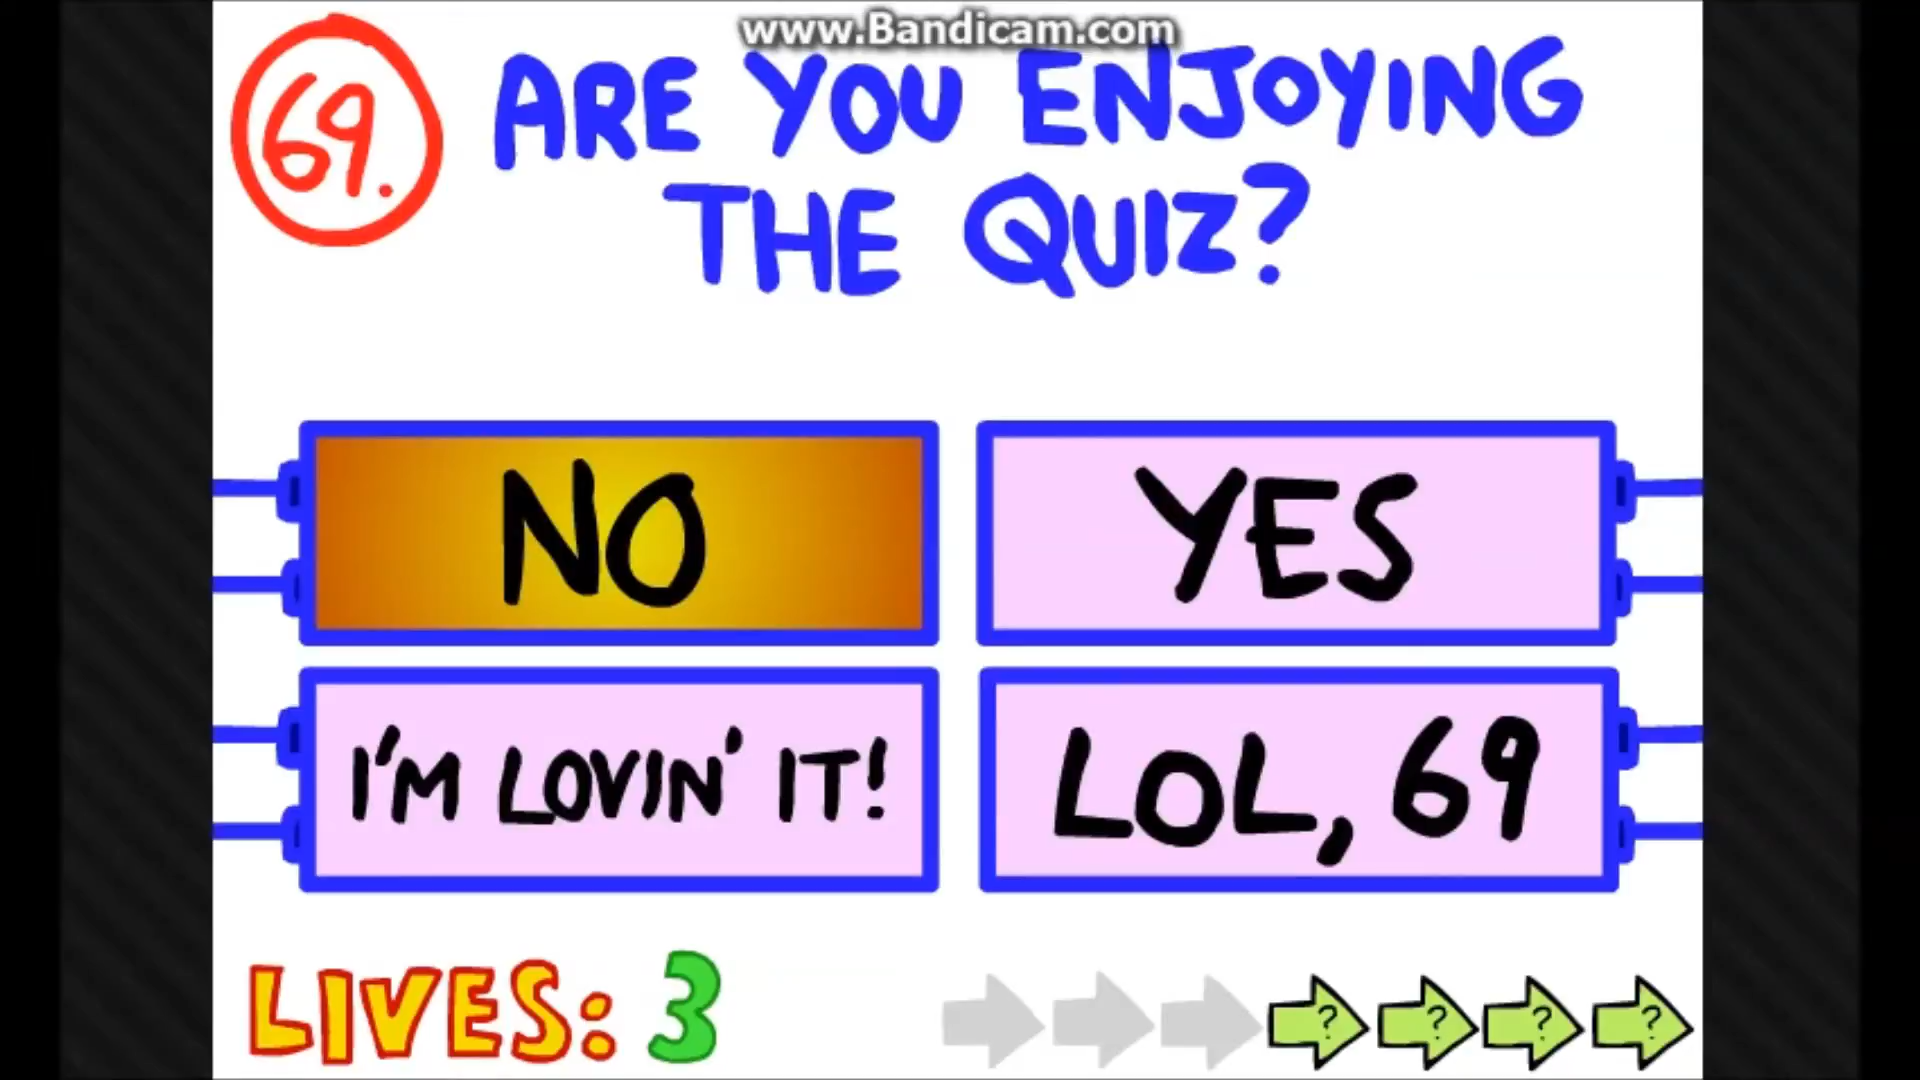 www.Bandicam.com
69.
ARE YOU ENJOYING
THE QUIZ?
NO
YES
I'M LOVIN' IT!
LOL, 69
LIVES: 3
? ? ? ?